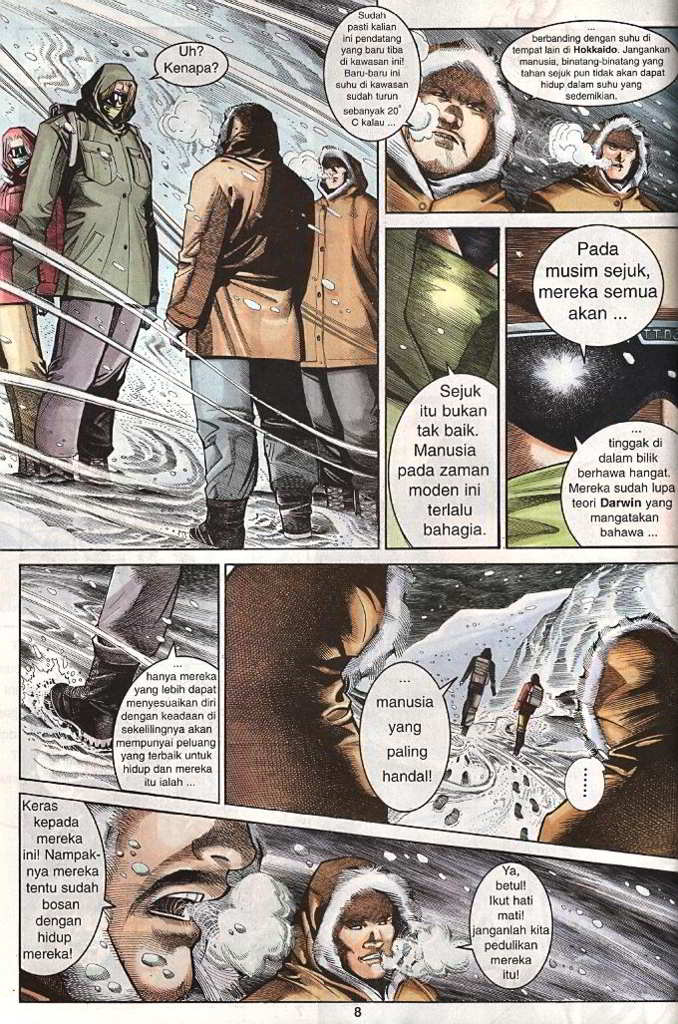 Uh?
Kenapa?
Sudah
pasti kalian
ini pendatang
yang baru tiba
di kawasan ini!
Baru-baru ini
suhu di kawasan
sudah turun
sebanyak 20°
C kalau ...
...
berbanding dengan suhu di
tempat lain di Hokkaido. Jangankan
manusia, binatang-binatang yang
tahan sejuk pun tidak akan dapat
hidup dalam suhu yang
sedemikian.
Sejuk
itu bukan
tak baik.
Manusia
pada zaman
moden ini
terlalu
bahagia.
Pada
musim sejuk,
mereka semua
akan ...
...
tinggak di
dalam bilik
berhawa hangat.
Mereka sudah lupa
teori Darwin yang
mengatakan
bahawa ...
...
hanya mereka
yang lebih dapat
menyesuaikan diri
dengan keadaan di
sekelilingnya akan
mempunyai peluang
yang terbaik untuk
hidup dan mereka
itu ialah ...
...
manusia
yang
paling
handal!
......
Keras
kepada
mereka
ini! Nampak-
nya mereka
tentu sudah
bosan
dengan
hidup
mereka!
Ya,
betul!
Ikut hati
mati!
janganlah kita
pedulikan
mereka
itu!
8